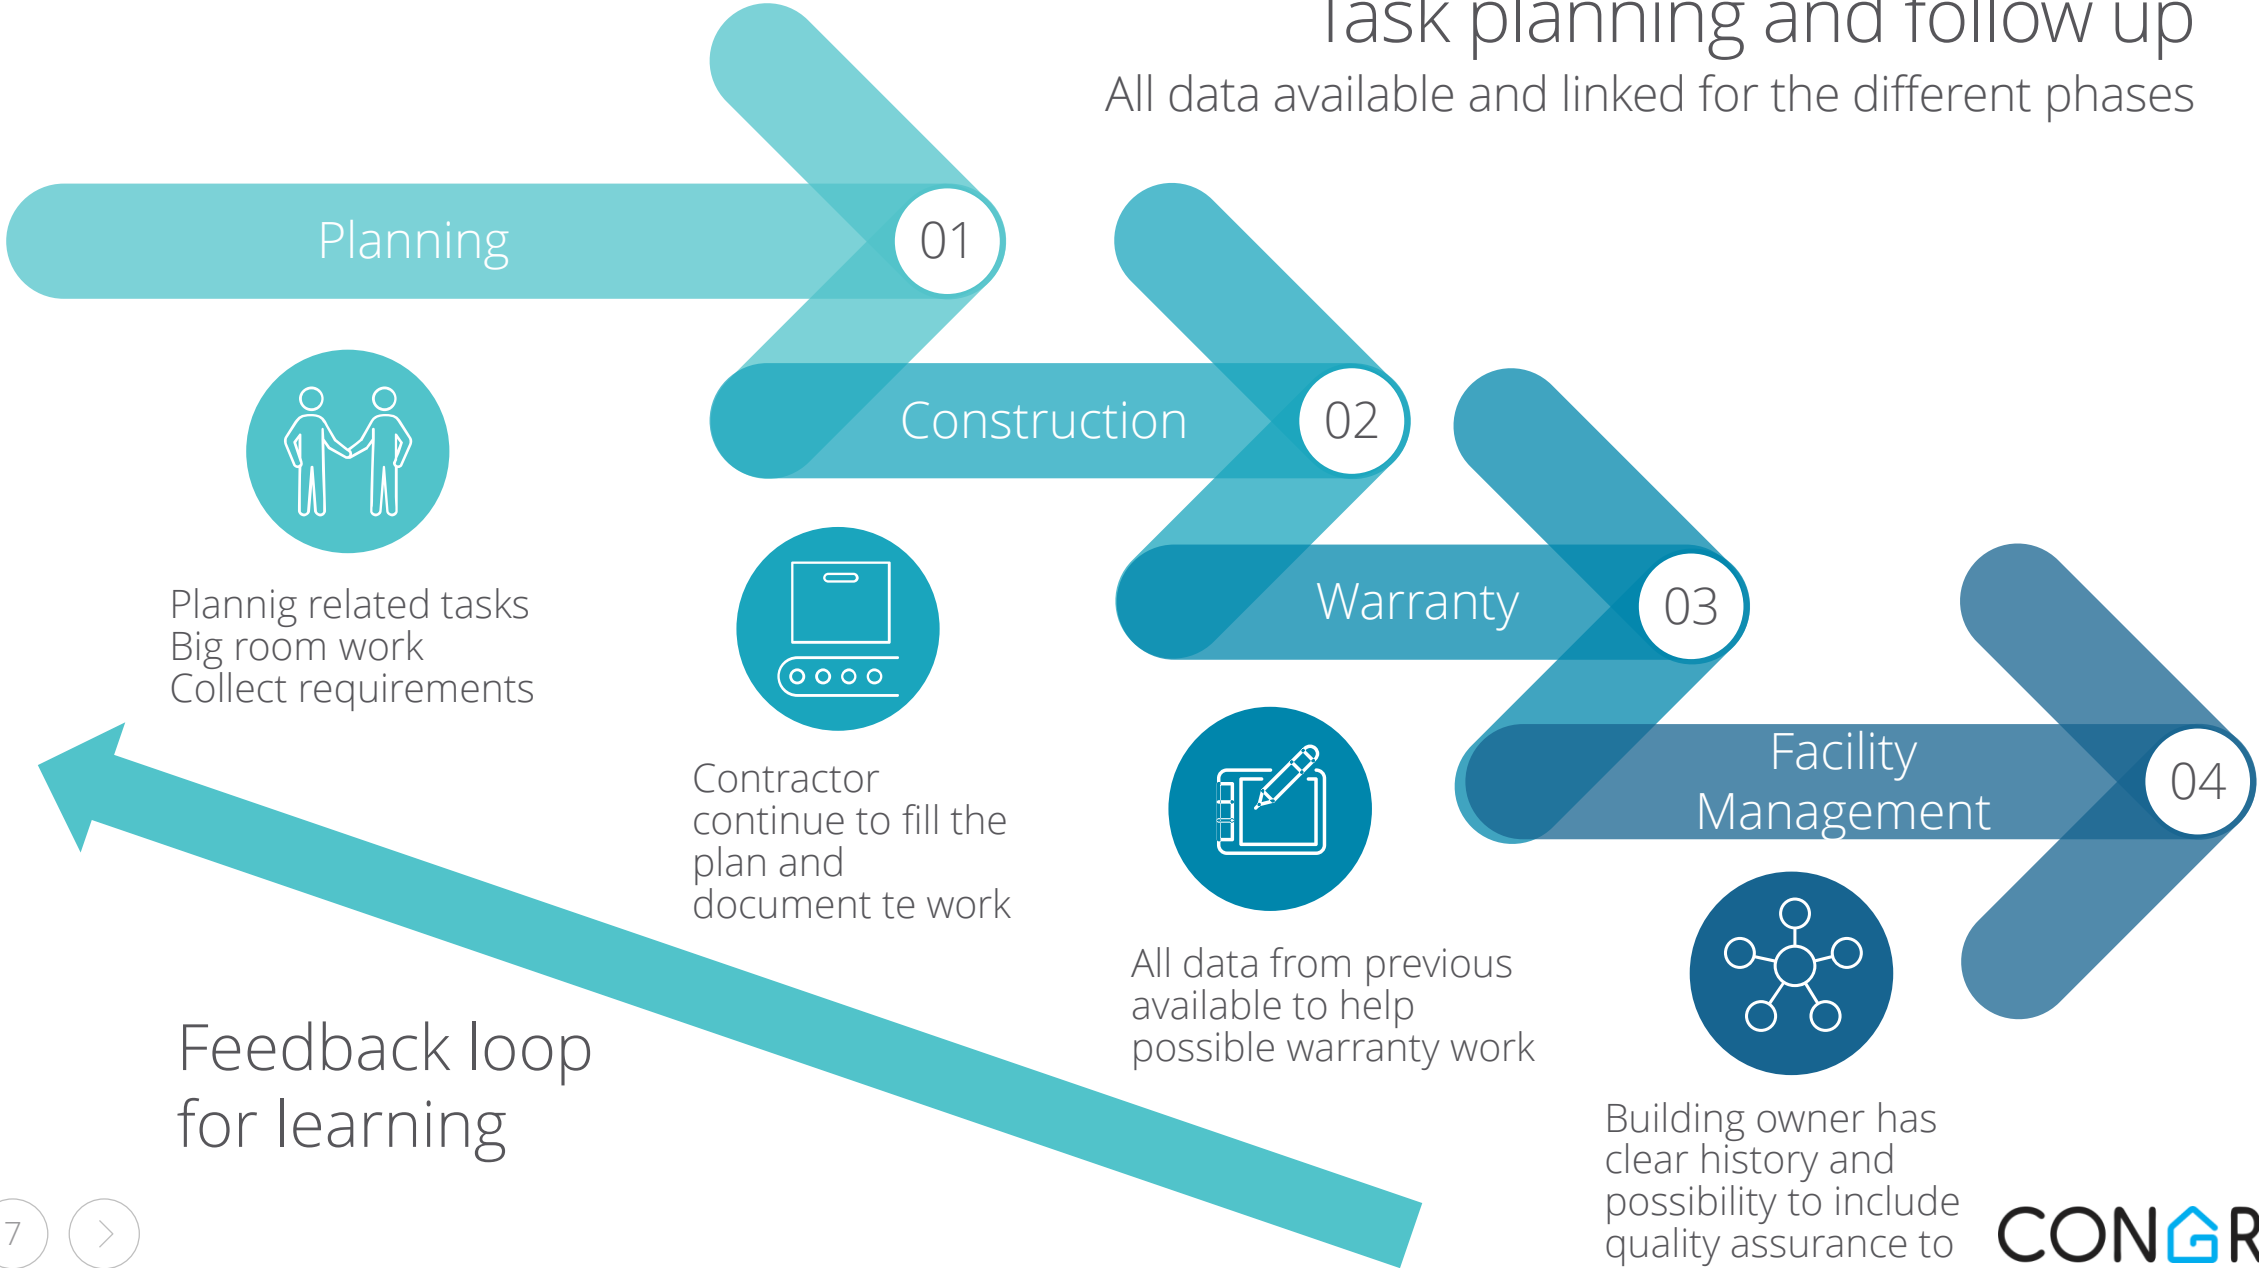 Task planning and follow up
All data available and linked for the different phases
Planning
01
Construction
02
Warranty
03
Facility
Management
04
Plannig related tasks
Big room work
Collect requirements
Contractor
continue to fill the
plan and
document te work
All data from previous
available to help
possible warranty work
Building owner has
clear history and
possibility to include
quality assurance to
Feedback loop
for learning
7
CONGR